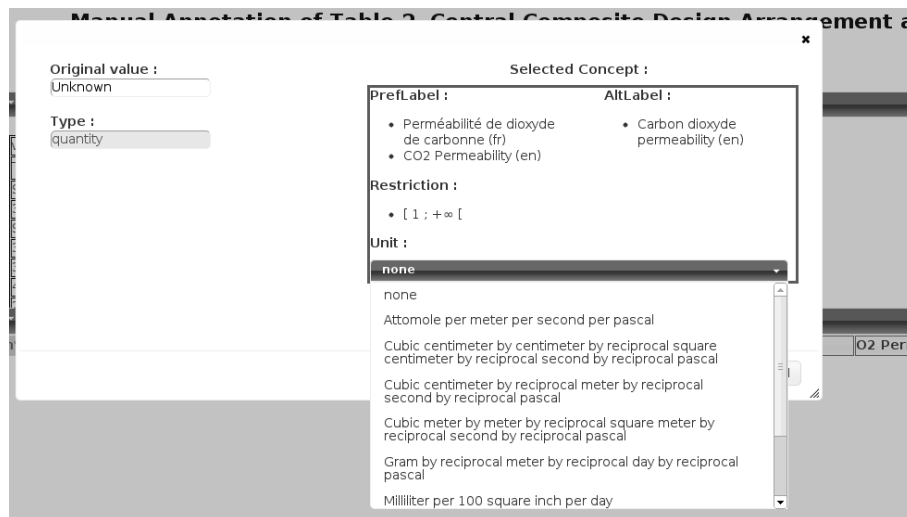 Manual Annotation of Table 2. Central Composite Design Arrangement a
Original value :
Unknown
Type :
quantity
Selected Concept :
PrefLabel :
AltLabel :
• Perméabilité de dioxyde
de carbonne (fr)
• CO2 Permeability (en)
• Carbon dioxyde
permeability (en)
Restriction :
• [ 1 ; +∞ [
Unit :
none
none
Attomole per meter per second per pascal
Cubic centimeter by centimeter by reciprocal square
centimeter by reciprocal second by reciprocal pascal
Cubic centimeter by reciprocal meter by reciprocal
second by reciprocal pascal
Cubic meter by meter by reciprocal square meter by
reciprocal second by reciprocal pascal
Gram by reciprocal meter by reciprocal day by reciprocal
pascal
Milliliter per 100 square inch per day
O2 Per